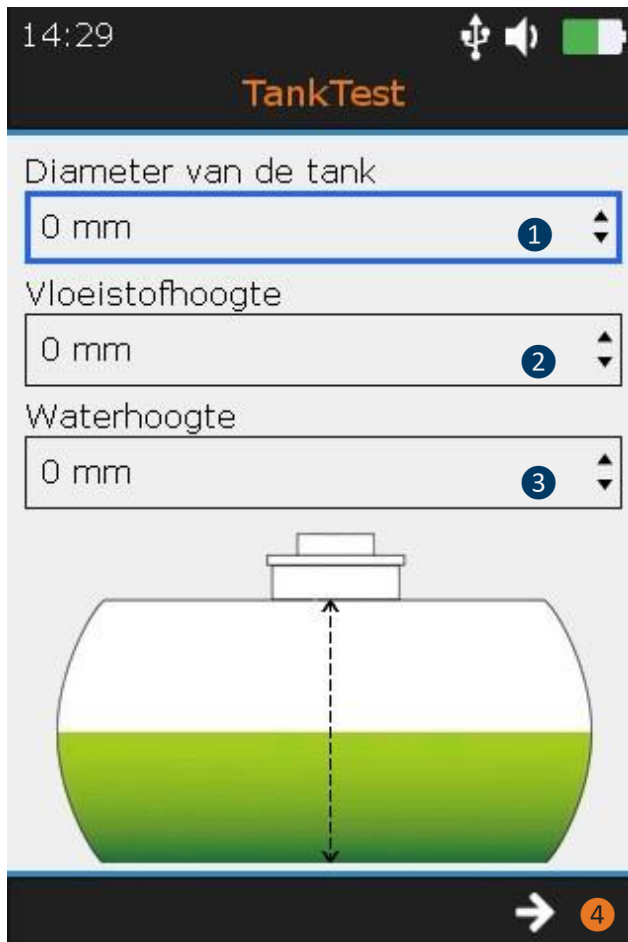 14:29
TankTest
Diameter van de tank
0 mm
1
Vloeistofhoogte
0 mm
2
Waterhoogte
0 mm
3
4